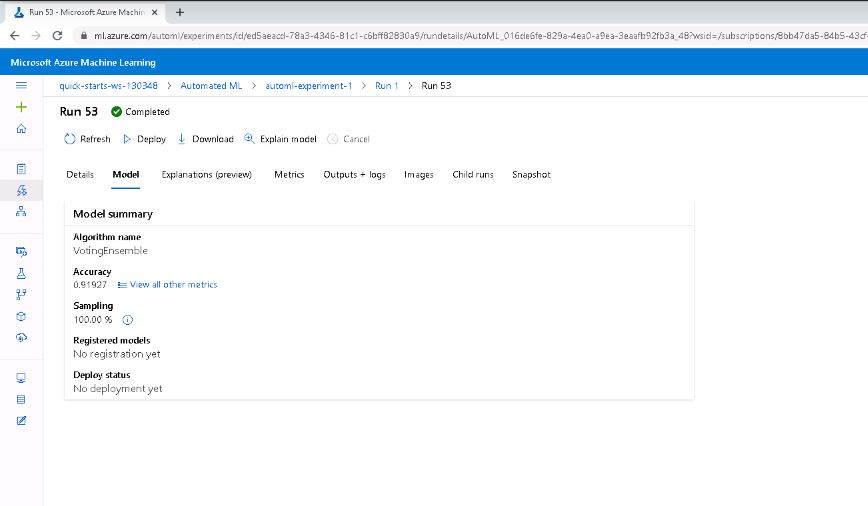 Run 53 - Microsoft Azure Machin
ml.azure.com/automl/experiments/id/ed5aeacd-78a3-4346-81c1-c6bff82830a9/rundetails/AutoML_016de6fe-829a-4ea0-a9ea-3eaafb92fb3a_48?wsid=/subscriptions/8bb47da5-84b5-43cf-
Microsoft Azure Machine Learning
quick-starts-ws-130348 > Automated ML > automl-experiment-1 > Run 1 > Run 53
Run 53 Completed
Refresh Deploy Download Explain model Cancel
Details Model Explanations (preview) Metrics Outputs + logs Images Child runs Snapshot
Model summary
Algorithm name
VotingEnsemble
Accuracy
0.91927 View all other metrics
Sampling
100.00 %
Registered models
No registration yet
Deploy status
No deployment yet